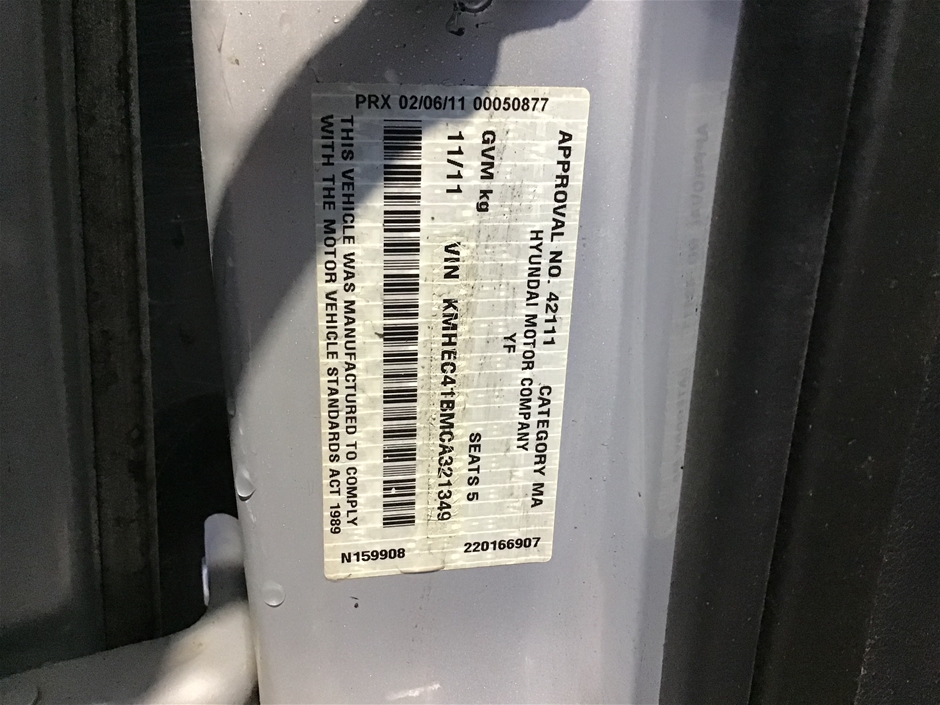 PRX 02/06/11 00050877
APPROVAL NO. 42111 CATEGORY MA
HYUNDAI MOTOR COMPANY
YF
GVM kg SEATS 5
11/11 VIN KMHEC41BMCA321349
THIS VEHICLE WAS MANUFACTURED TO COMPLY
WITH THE MOTOR VEHICLE STANDARDS ACT 1989
N159908 220166907